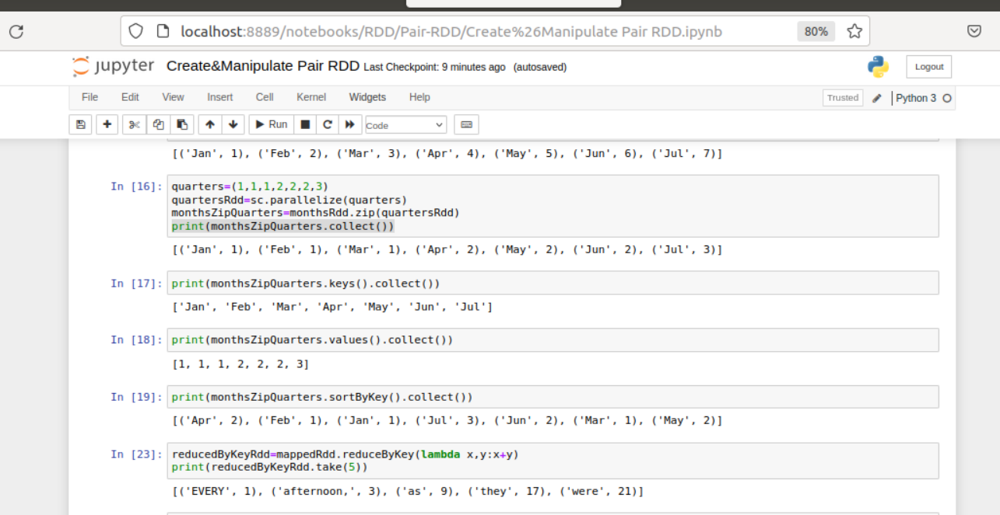 localhost:8889/notebooks/RDD/Pair-RDD/Create%26Manipulate Pair RDD.ipynb 80%
jupyter Create&Manipulate Pair RDD Last Checkpoint: 9 minutes ago (autosaved) Logout
File Edit View Insert Cell Kernel Widgets Help Trusted Python 3
Run Code
[('Jan', 1), ('Feb', 2), ('Mar', 3), ('Apr', 4), ('May', 5), ('Jun', 6), ('Jul', 7)]
In [16]: quarters=(1,1,1,2,2,2,3)
quartersRdd=sc.parallelize(quarters)
monthsZipQuarters=monthsRdd.zip(quartersRdd)
print(monthsZipQuarters.collect())
[('Jan', 1), ('Feb', 1), ('Mar', 1), ('Apr', 2), ('May', 2), ('Jun', 2), ('Jul', 3)]
In [17]: print(monthsZipQuarters.keys().collect())
['Jan', 'Feb', 'Mar', 'Apr', 'May', 'Jun', 'Jul']
In [18]: print(monthsZipQuarters.values().collect())
[1, 1, 1, 2, 2, 2, 3]
In [19]: print(monthsZipQuarters.sortByKey().collect())
[('Apr', 2), ('Feb', 1), ('Jan', 1), ('Jul', 3), ('Jun', 2), ('Mar', 1), ('May', 2)]
In [23]: reducedByKeyRdd=mappedRdd.reduceByKey(lambda x,y:x+y)
print(reducedByKeyRdd.take(5))
[('EVERY', 1), ('afternoon,', 3), ('as', 9), ('they', 17), ('were', 21)]